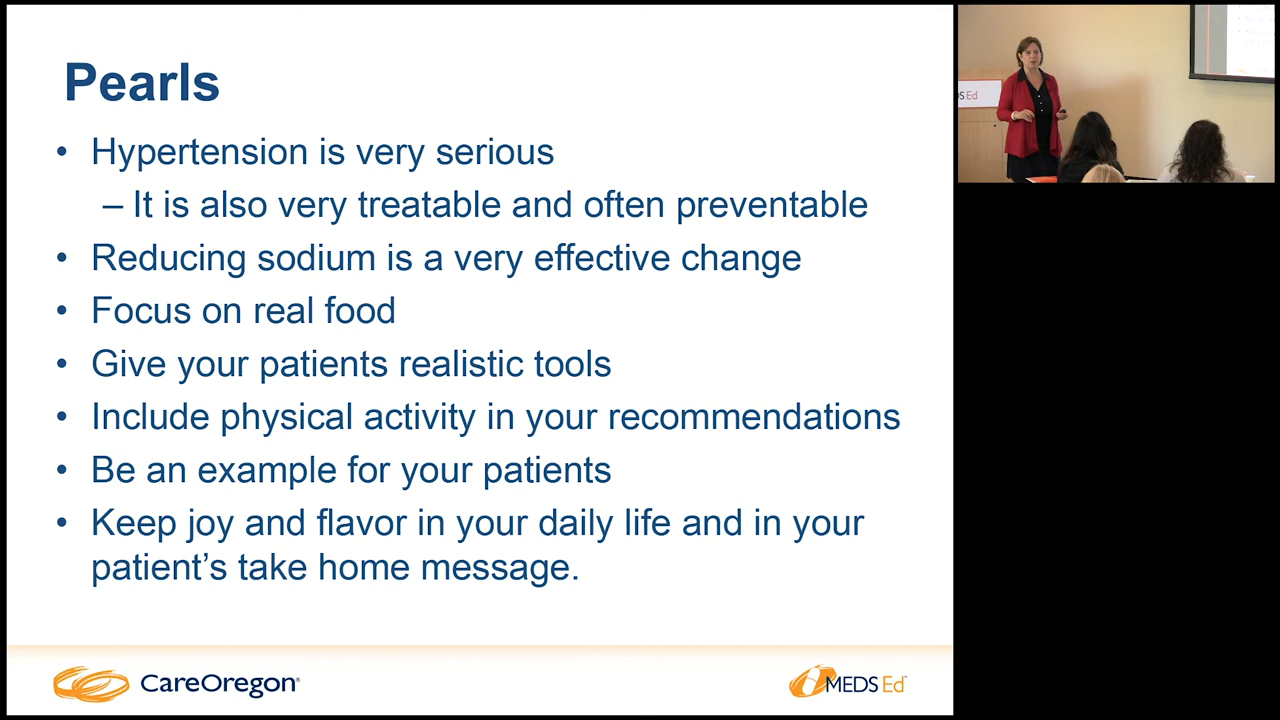 Pearls
• Hypertension is very serious
– It is also very treatable and often preventable
• Reducing sodium is a very effective change
• Focus on real food
• Give your patients realistic tools
• Include physical activity in your recommendations
• Be an example for your patients
• Keep joy and flavor in your daily life and in your
patient’s take home message.
CareOregon®
MEDS Ed™
DS Ed